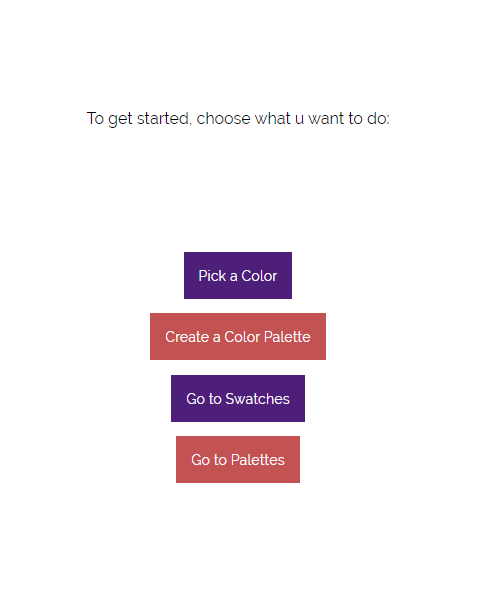 To get started, choose what u want to do:
Pick a Color
Create a Color Palette
Go to Swatches
Go to Palettes